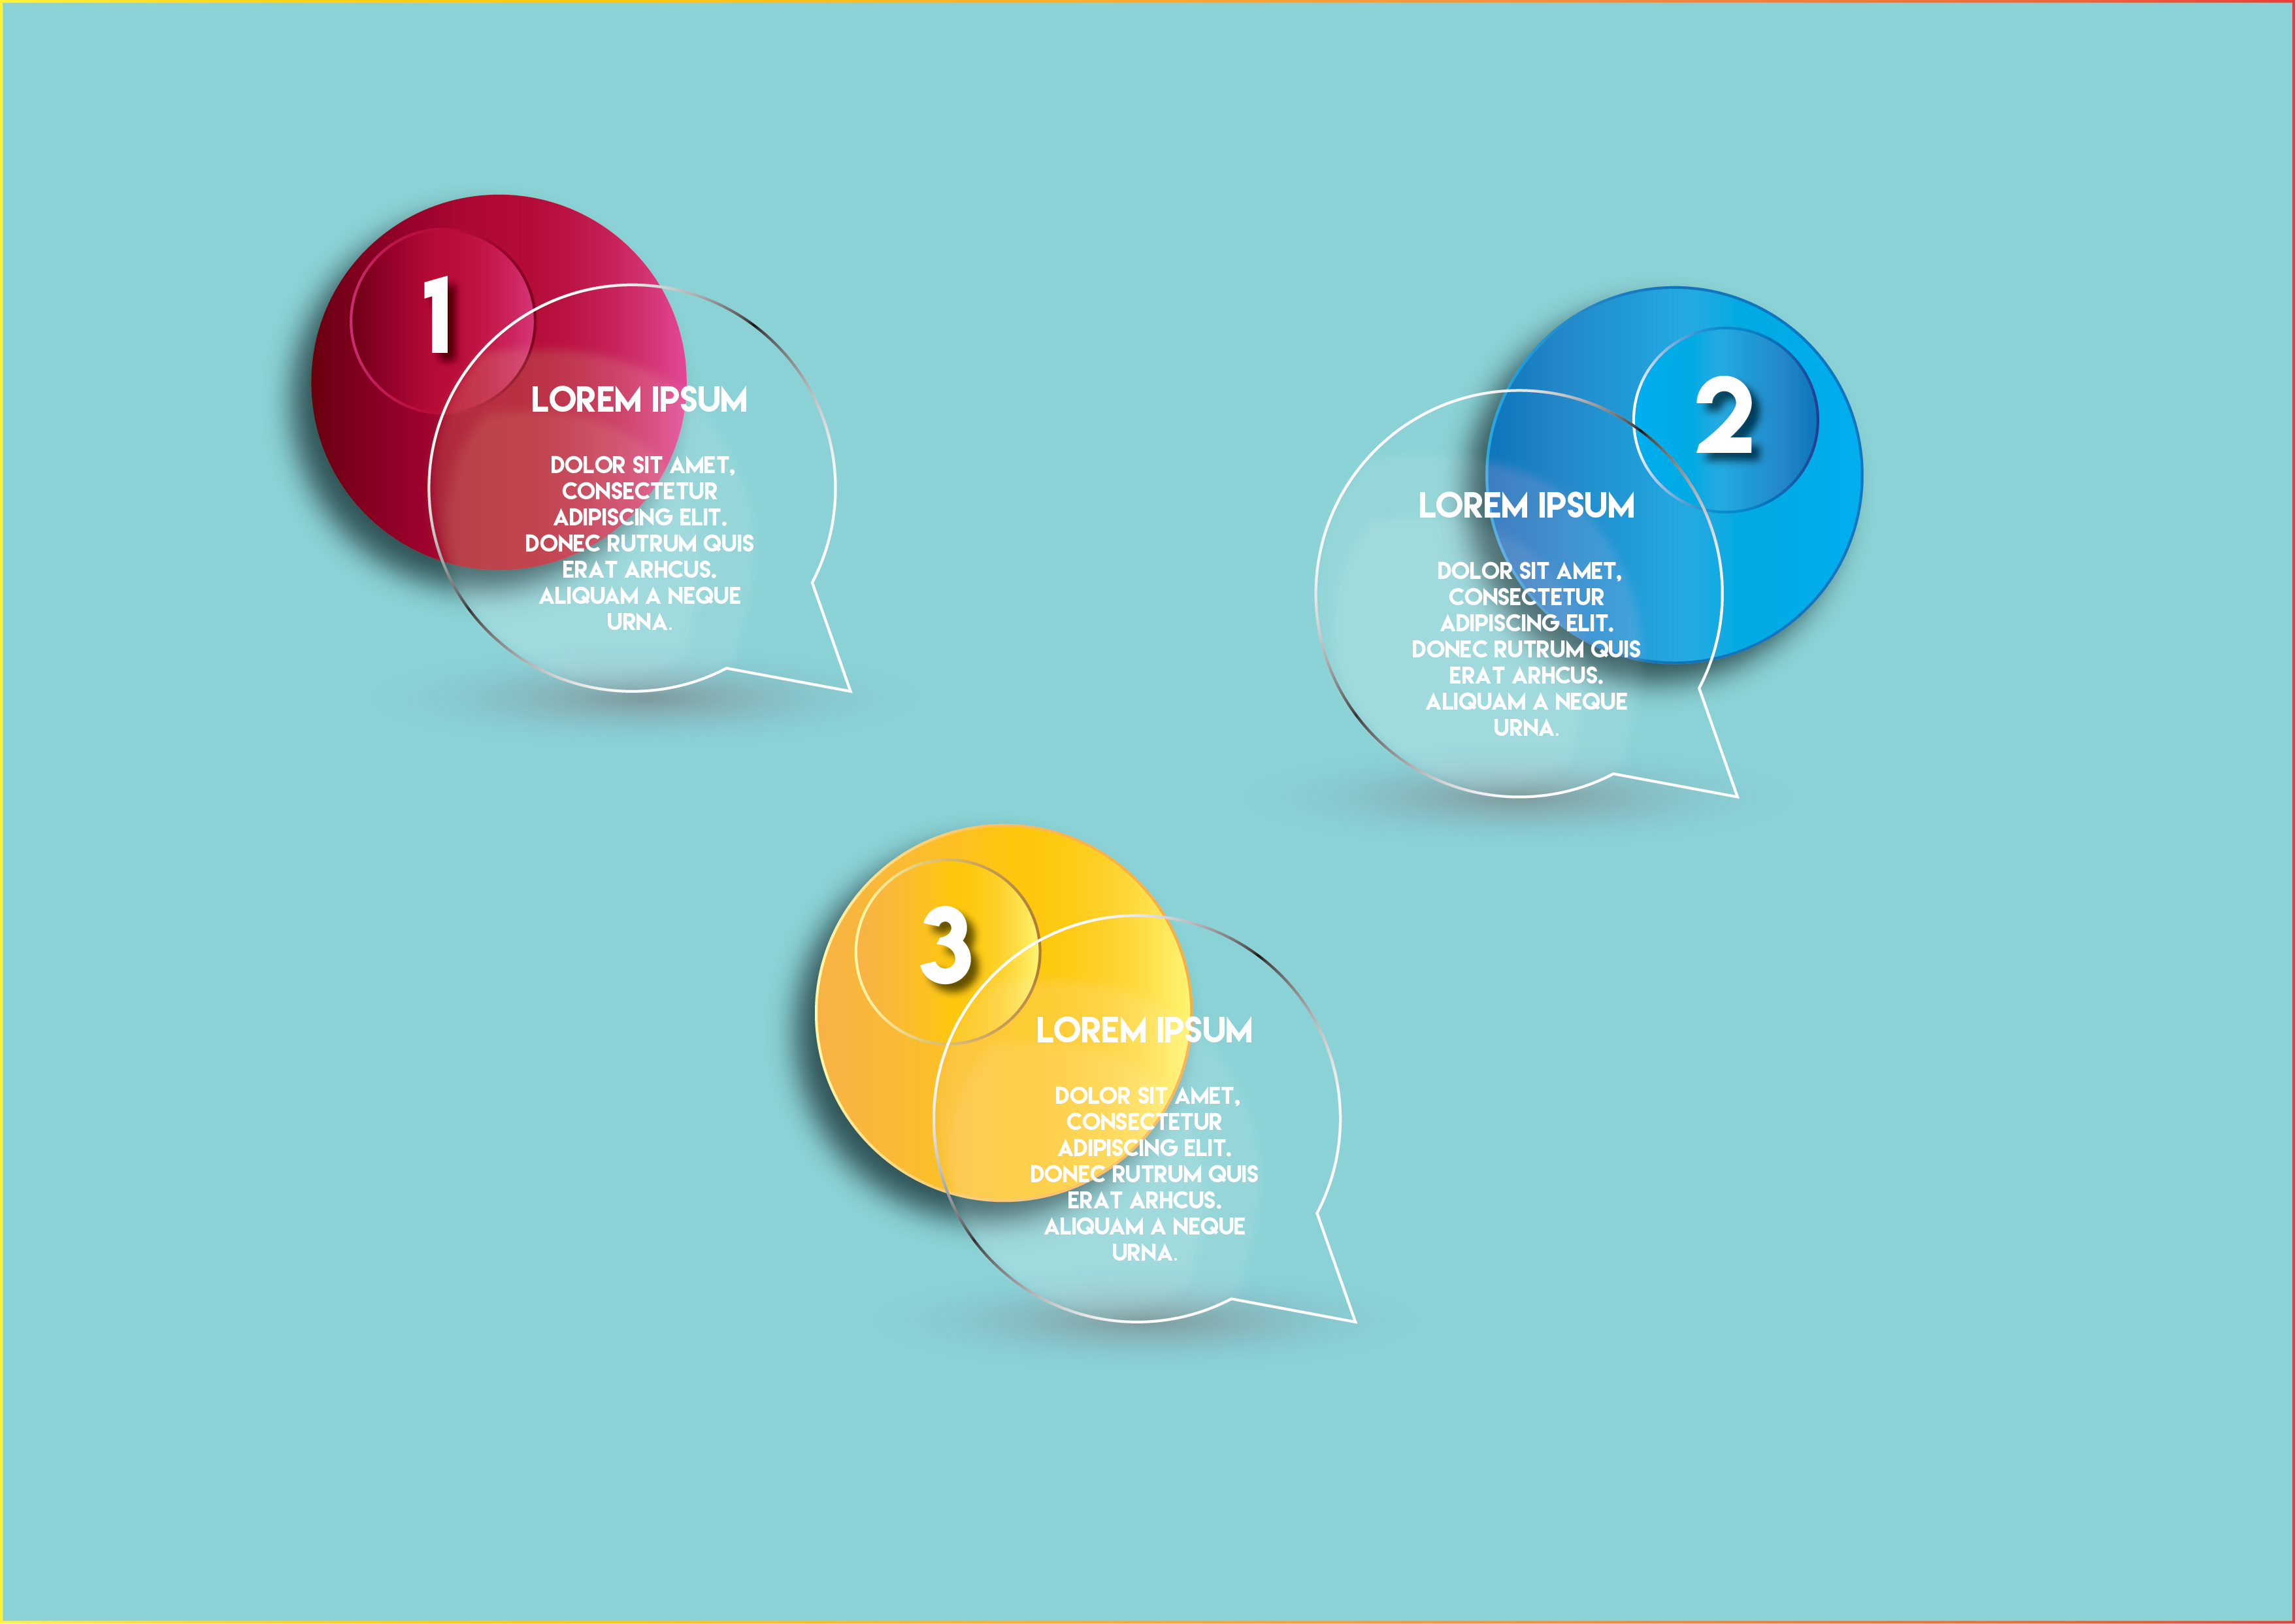 1
LOREM IPSUM
DOLOR SIT AMET,
CONSECTETUR
ADIPISCING ELIT.
DONEC RUTRUM QUIS
ERAT ARHCUS.
ALIQUAM A NEQUE
URNA.
2
LOREM IPSUM
DOLOR SIT AMET,
CONSECTETUR
ADIPISCING ELIT.
DONEC RUTRUM QUIS
ERAT ARHCUS.
ALIQUAM A NEQUE
URNA.
3
LOREM IPSUM
DOLOR SIT AMET,
CONSECTETUR
ADIPISCING ELIT.
DONEC RUTRUM QUIS
ERAT ARHCUS.
ALIQUAM A NEQUE
URNA.